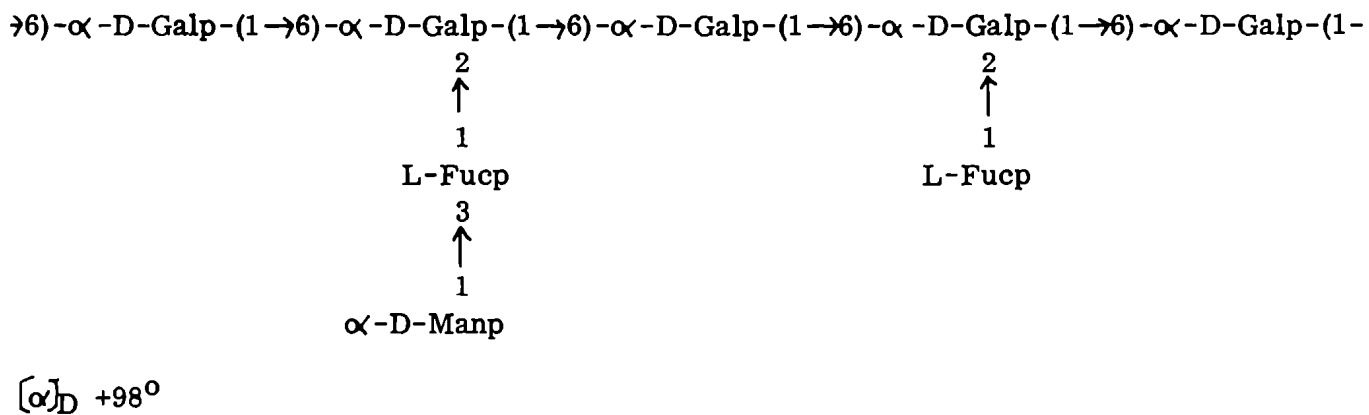 →6)-α-D-Galp-(1→6)-α-D-Galp-(1→6)-α-D-Galp-(1→6)-α-D-Galp-(1→6)-α-D-Galp-(1-
2 2
↑ ↑
1 1
L-Fucp L-Fucp
3
↑
1
α-D-Manp
[α]D +98°